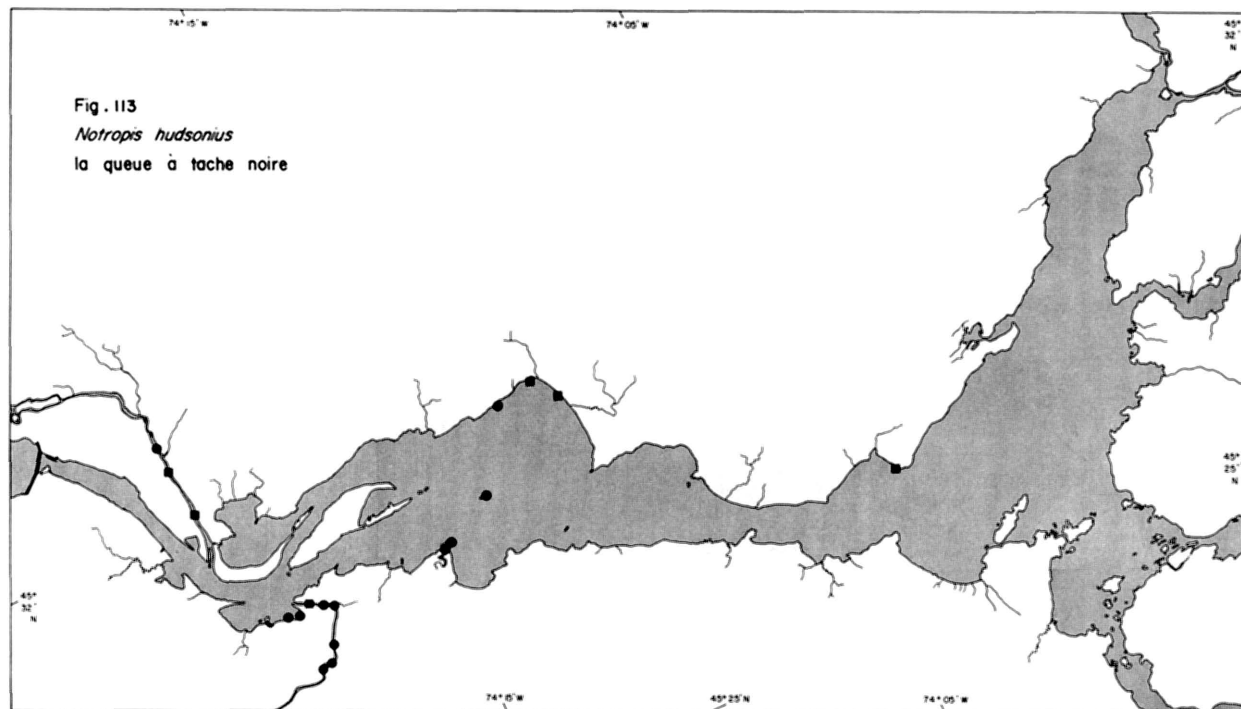 74° 15' W
74° 05' W
45°
32'
N
Fig. 113
Notropis hudsonius
la queue à tache noire
45°
25'
N
45°
32'
N
74° 15' W
45° 25' N
74° 05' W